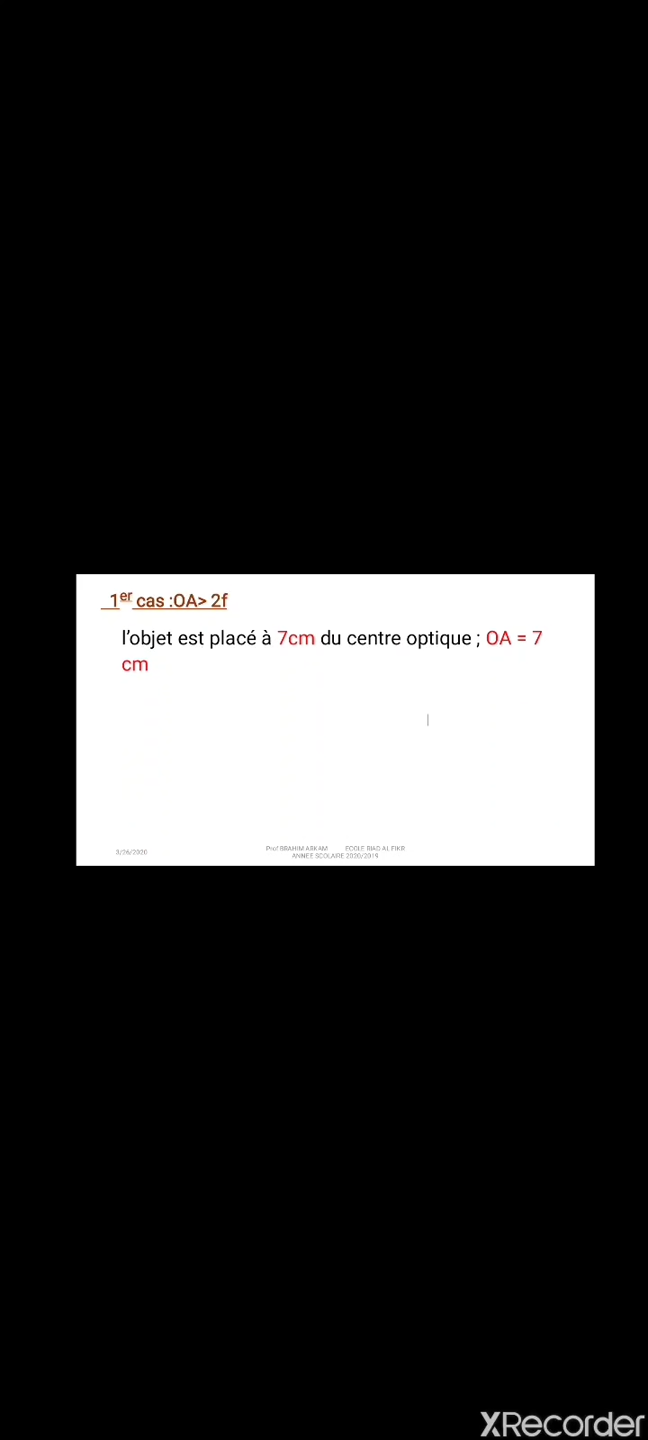 1er cas :OA> 2f
l’objet est placé à 7cm du centre optique ; OA = 7
cm
3/26/2020
Prof BRAHIM ABKAM ECOLE RIAD AL FIKR
ANNEE SCOLAIRE 2020/2019
XRecorder